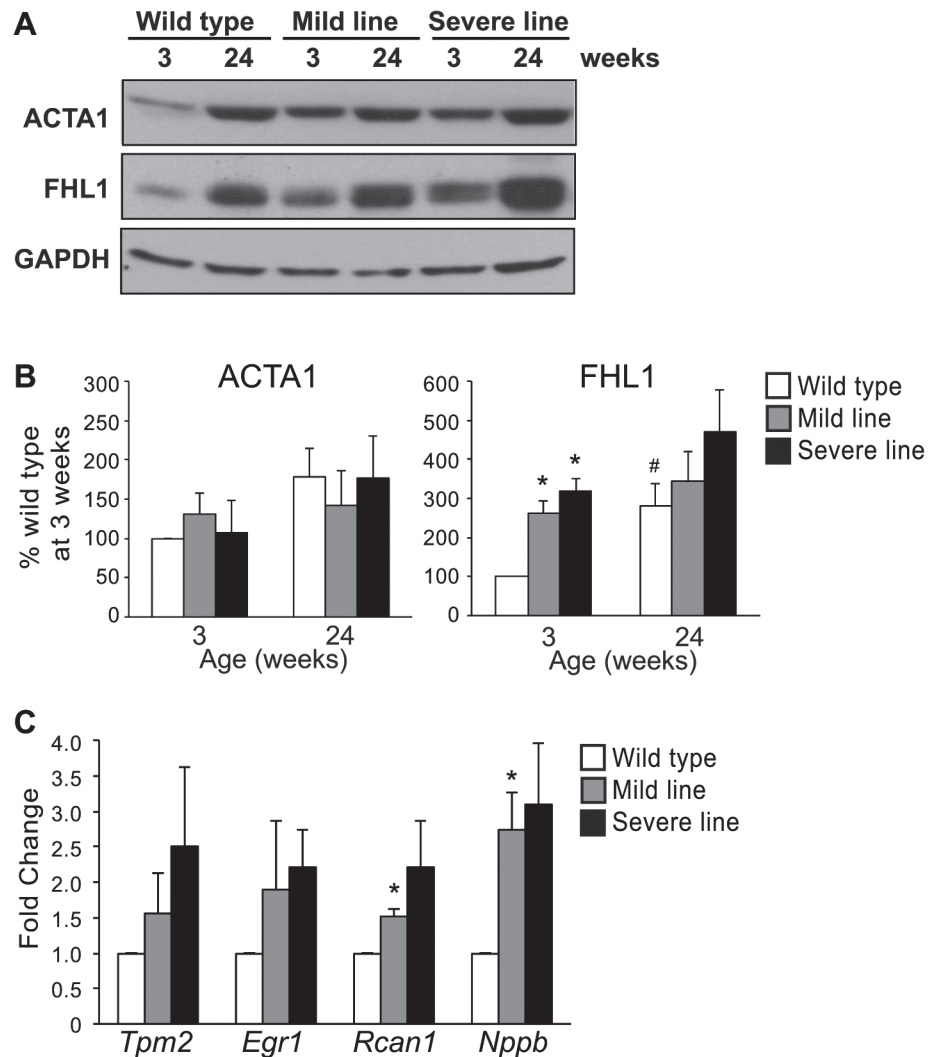 A
Wild type Mild line Severe line
3 24 3 24 3 24 weeks
ACTA1
FHL1
GAPDH
B
ACTA1
% wild type
at 3 weeks
300
250
200
150
100
50
0
3 24
Age (weeks)
FHL1
600
500
400
300
200
100
0
* * #
3 24
Age (weeks)
Wild type
Mild line
Severe line
C
Fold Change
4.0
3.5
3.0
2.5
2.0
1.5
1.0
0.5
0
* *
Tpm2 Egr1 Rcan1 Nppb
Wild type
Mild line
Severe line